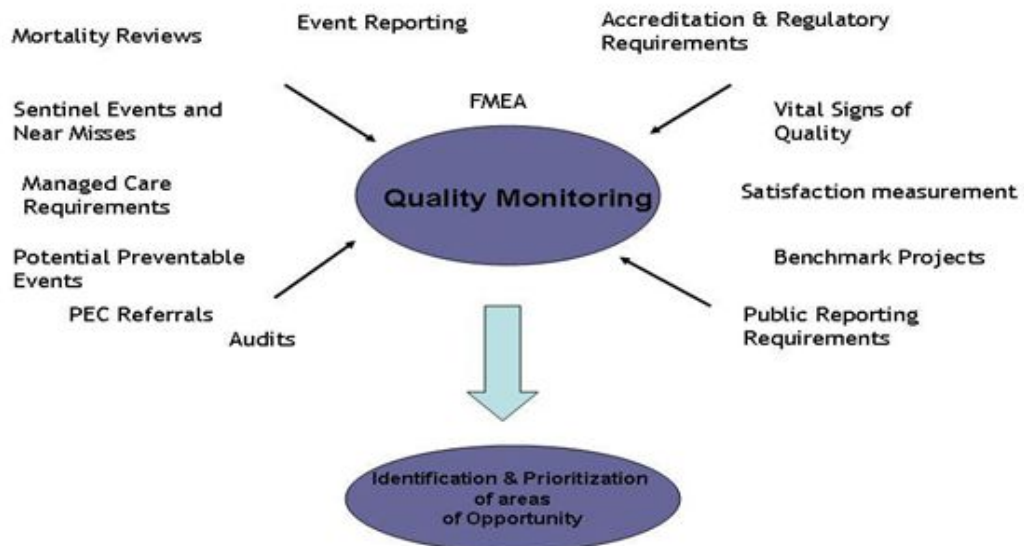 Mortality Reviews
Event Reporting
Accreditation & Regulatory
Requirements
FMEA
Sentinel Events and
Near Misses
Vital Signs of
Quality
Managed Care
Requirements
Quality Monitoring
Satisfaction measurement
Potential Preventable
Events
Benchmark Projects
PEC Referrals
Audits
Public Reporting
Requirements
Identification & Prioritization
of areas
of Opportunity